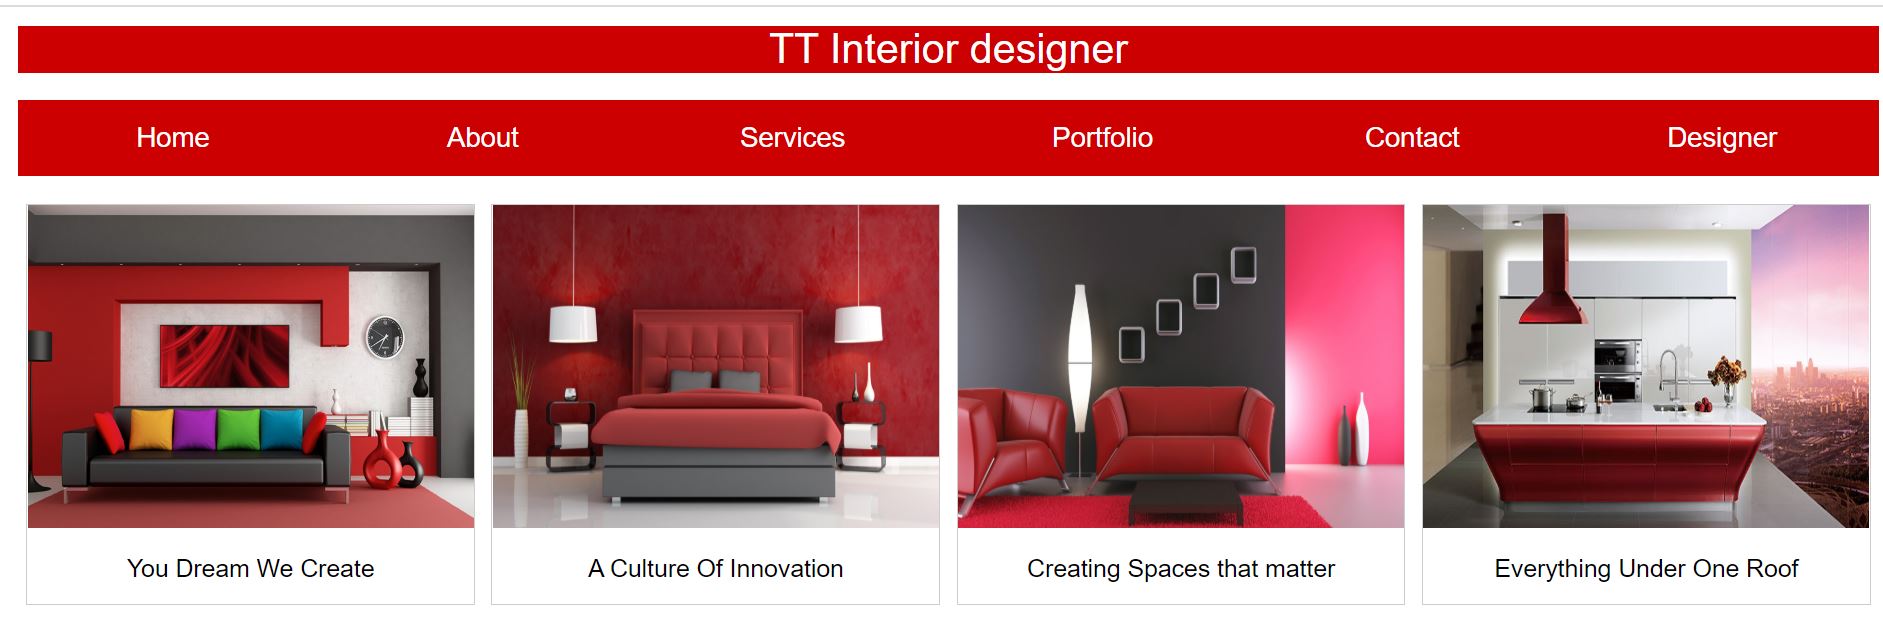 TT Interior designer
Home About Services Portfolio Contact Designer
You Dream We Create
A Culture Of Innovation
Creating Spaces that matter
Everything Under One Roof